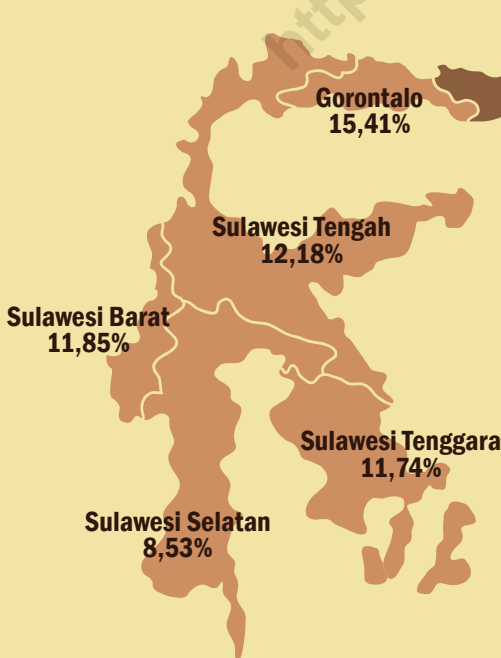 http
Gorontalo
15,41%
Sulawesi Tengah
12,18%
Sulawesi Barat
11,85%
Sulawesi Tenggara
11,74%
Sulawesi Selatan
8,53%